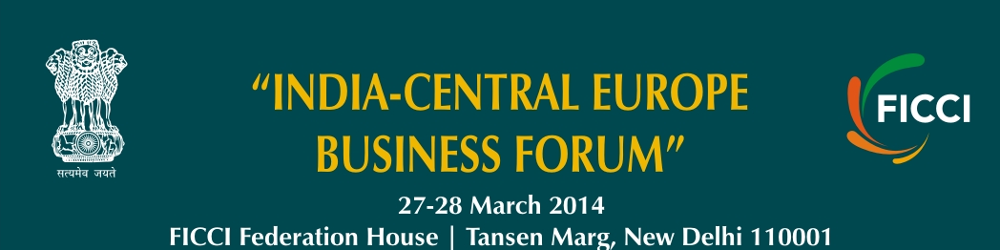 "INDIA-CENTRAL EUROPE
BUSINESS FORUM"
27-28 March 2014
FICCI Federation House | Tansen Marg, New Delhi 110001
सत्यमेव जयते
FICCI